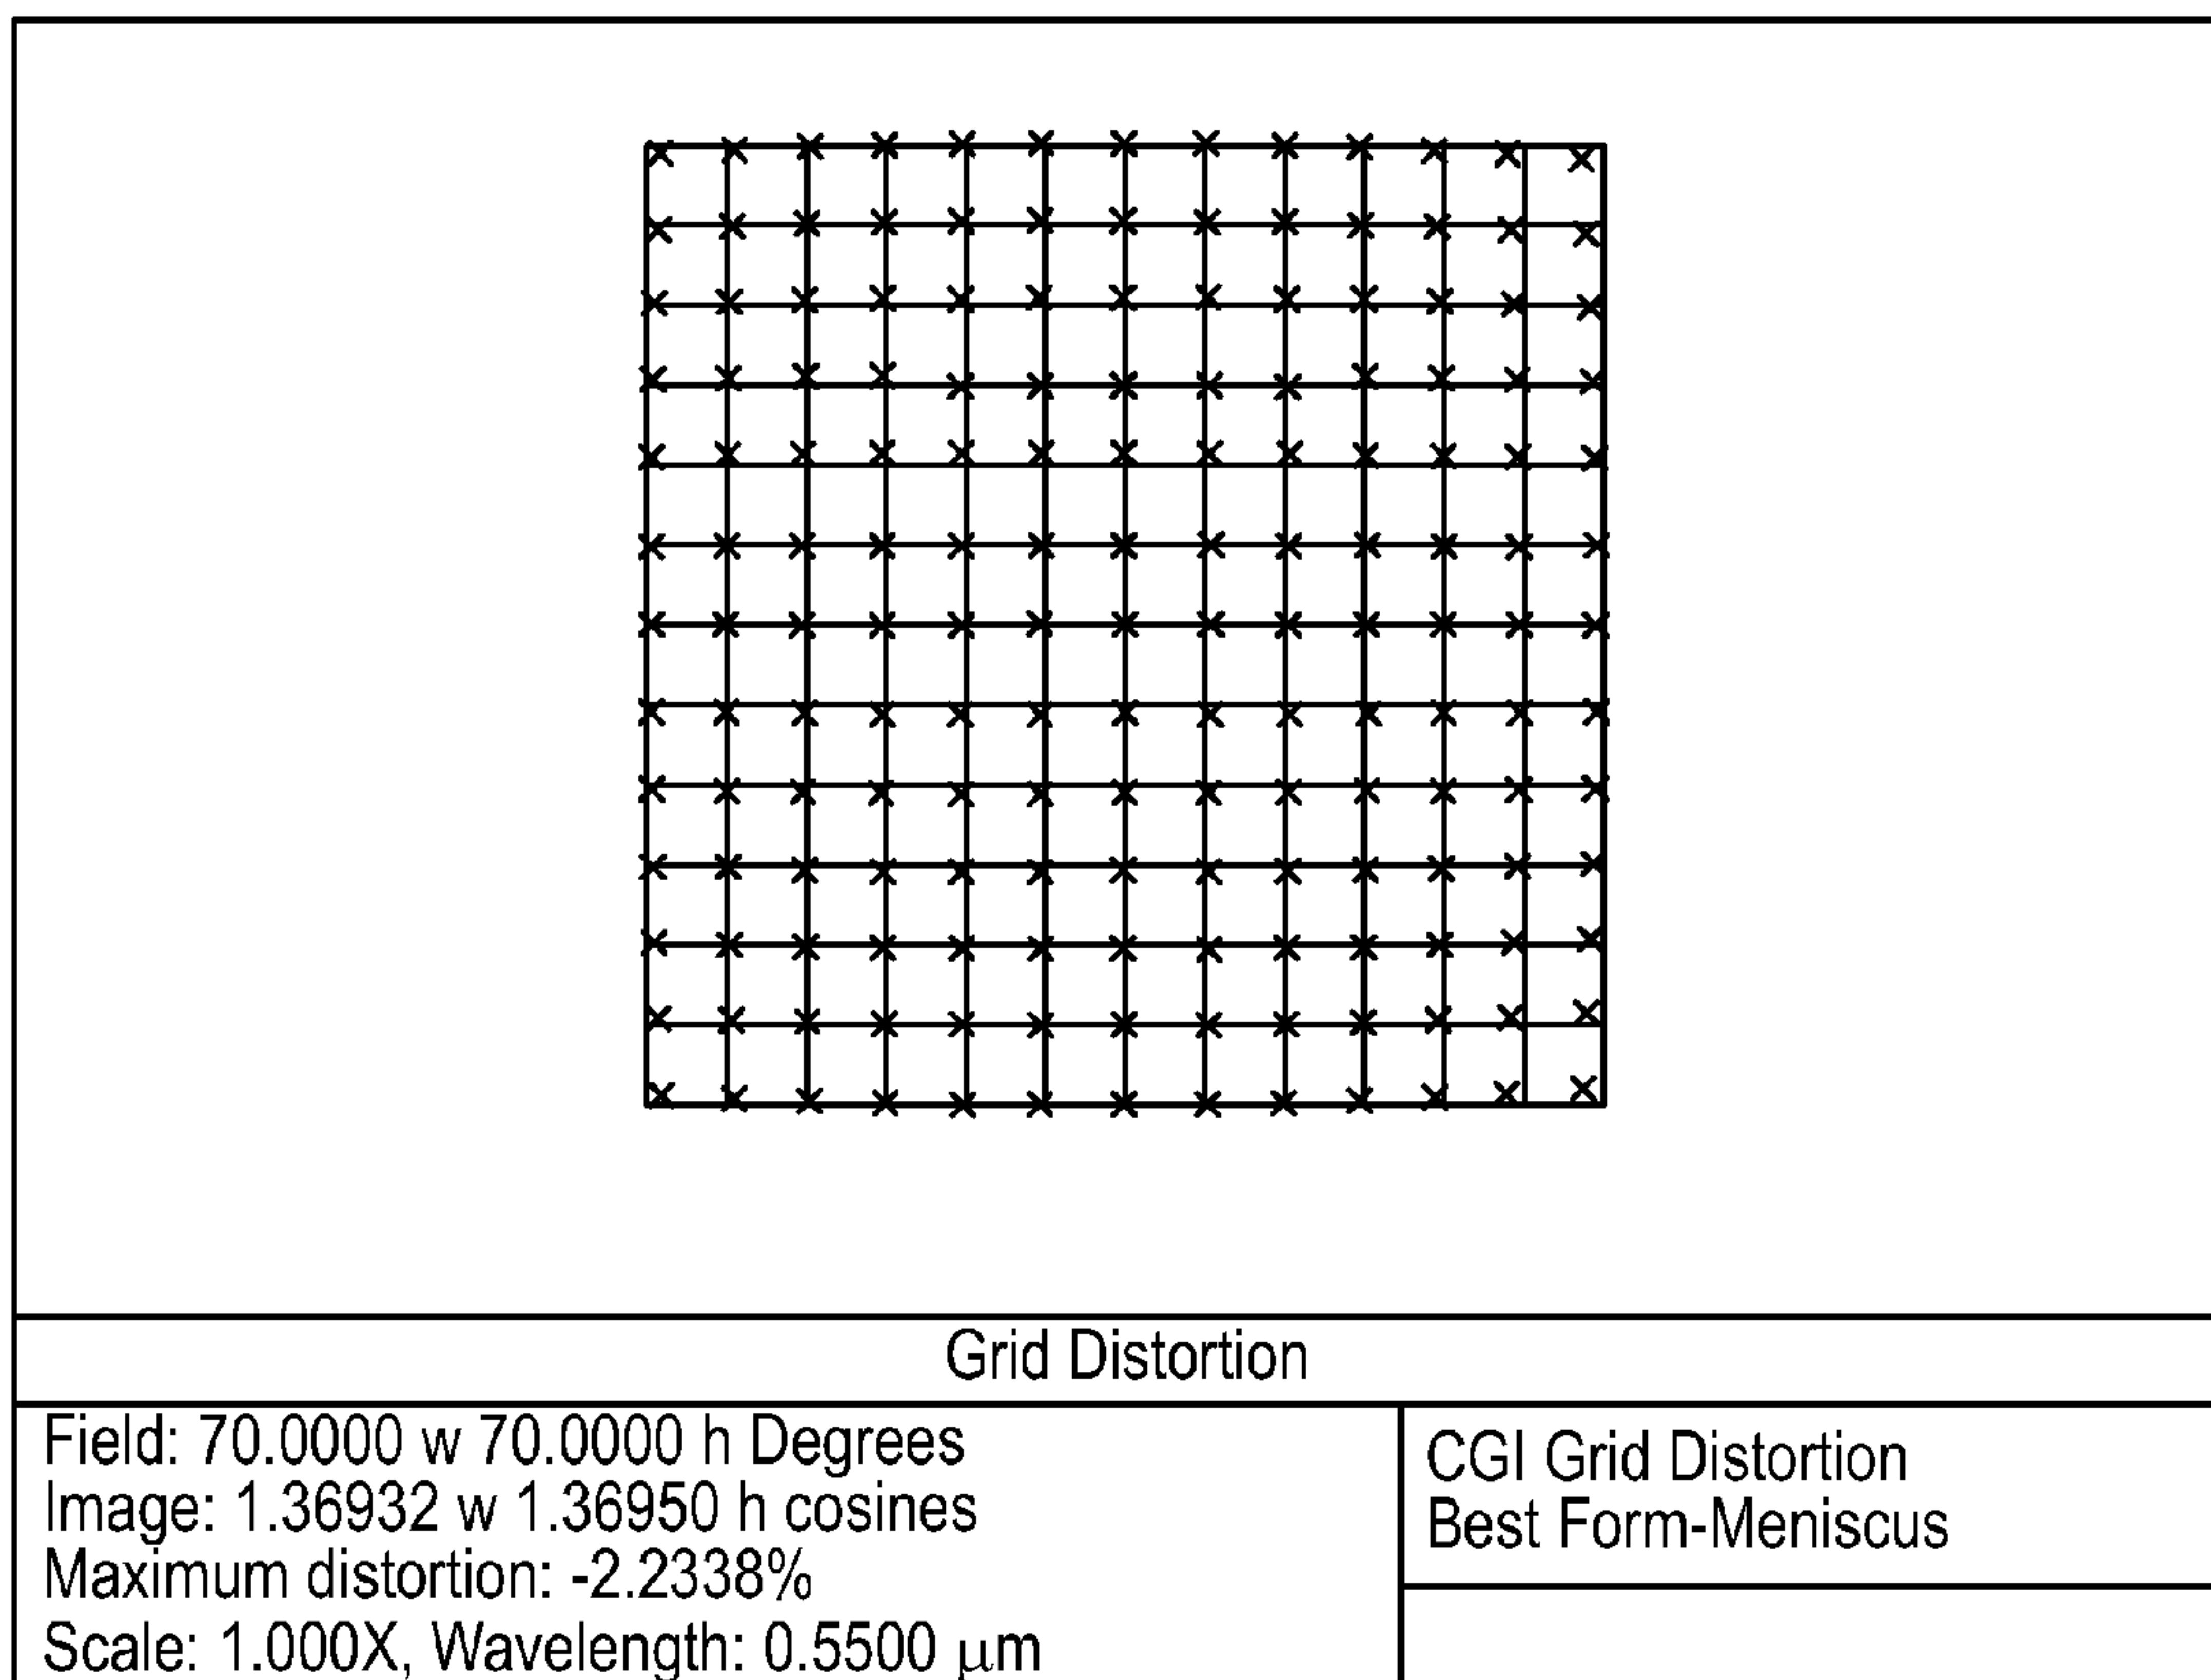 Grid Distortion
Field: 70.0000 w 70.0000 h Degrees
Image: 1.36932 w 1.36950 h cosines
Maximum distortion: -2.2338%
Scale: 1.000X, Wavelength: 0.5500 μm
CGI Grid Distortion
Best Form-Meniscus